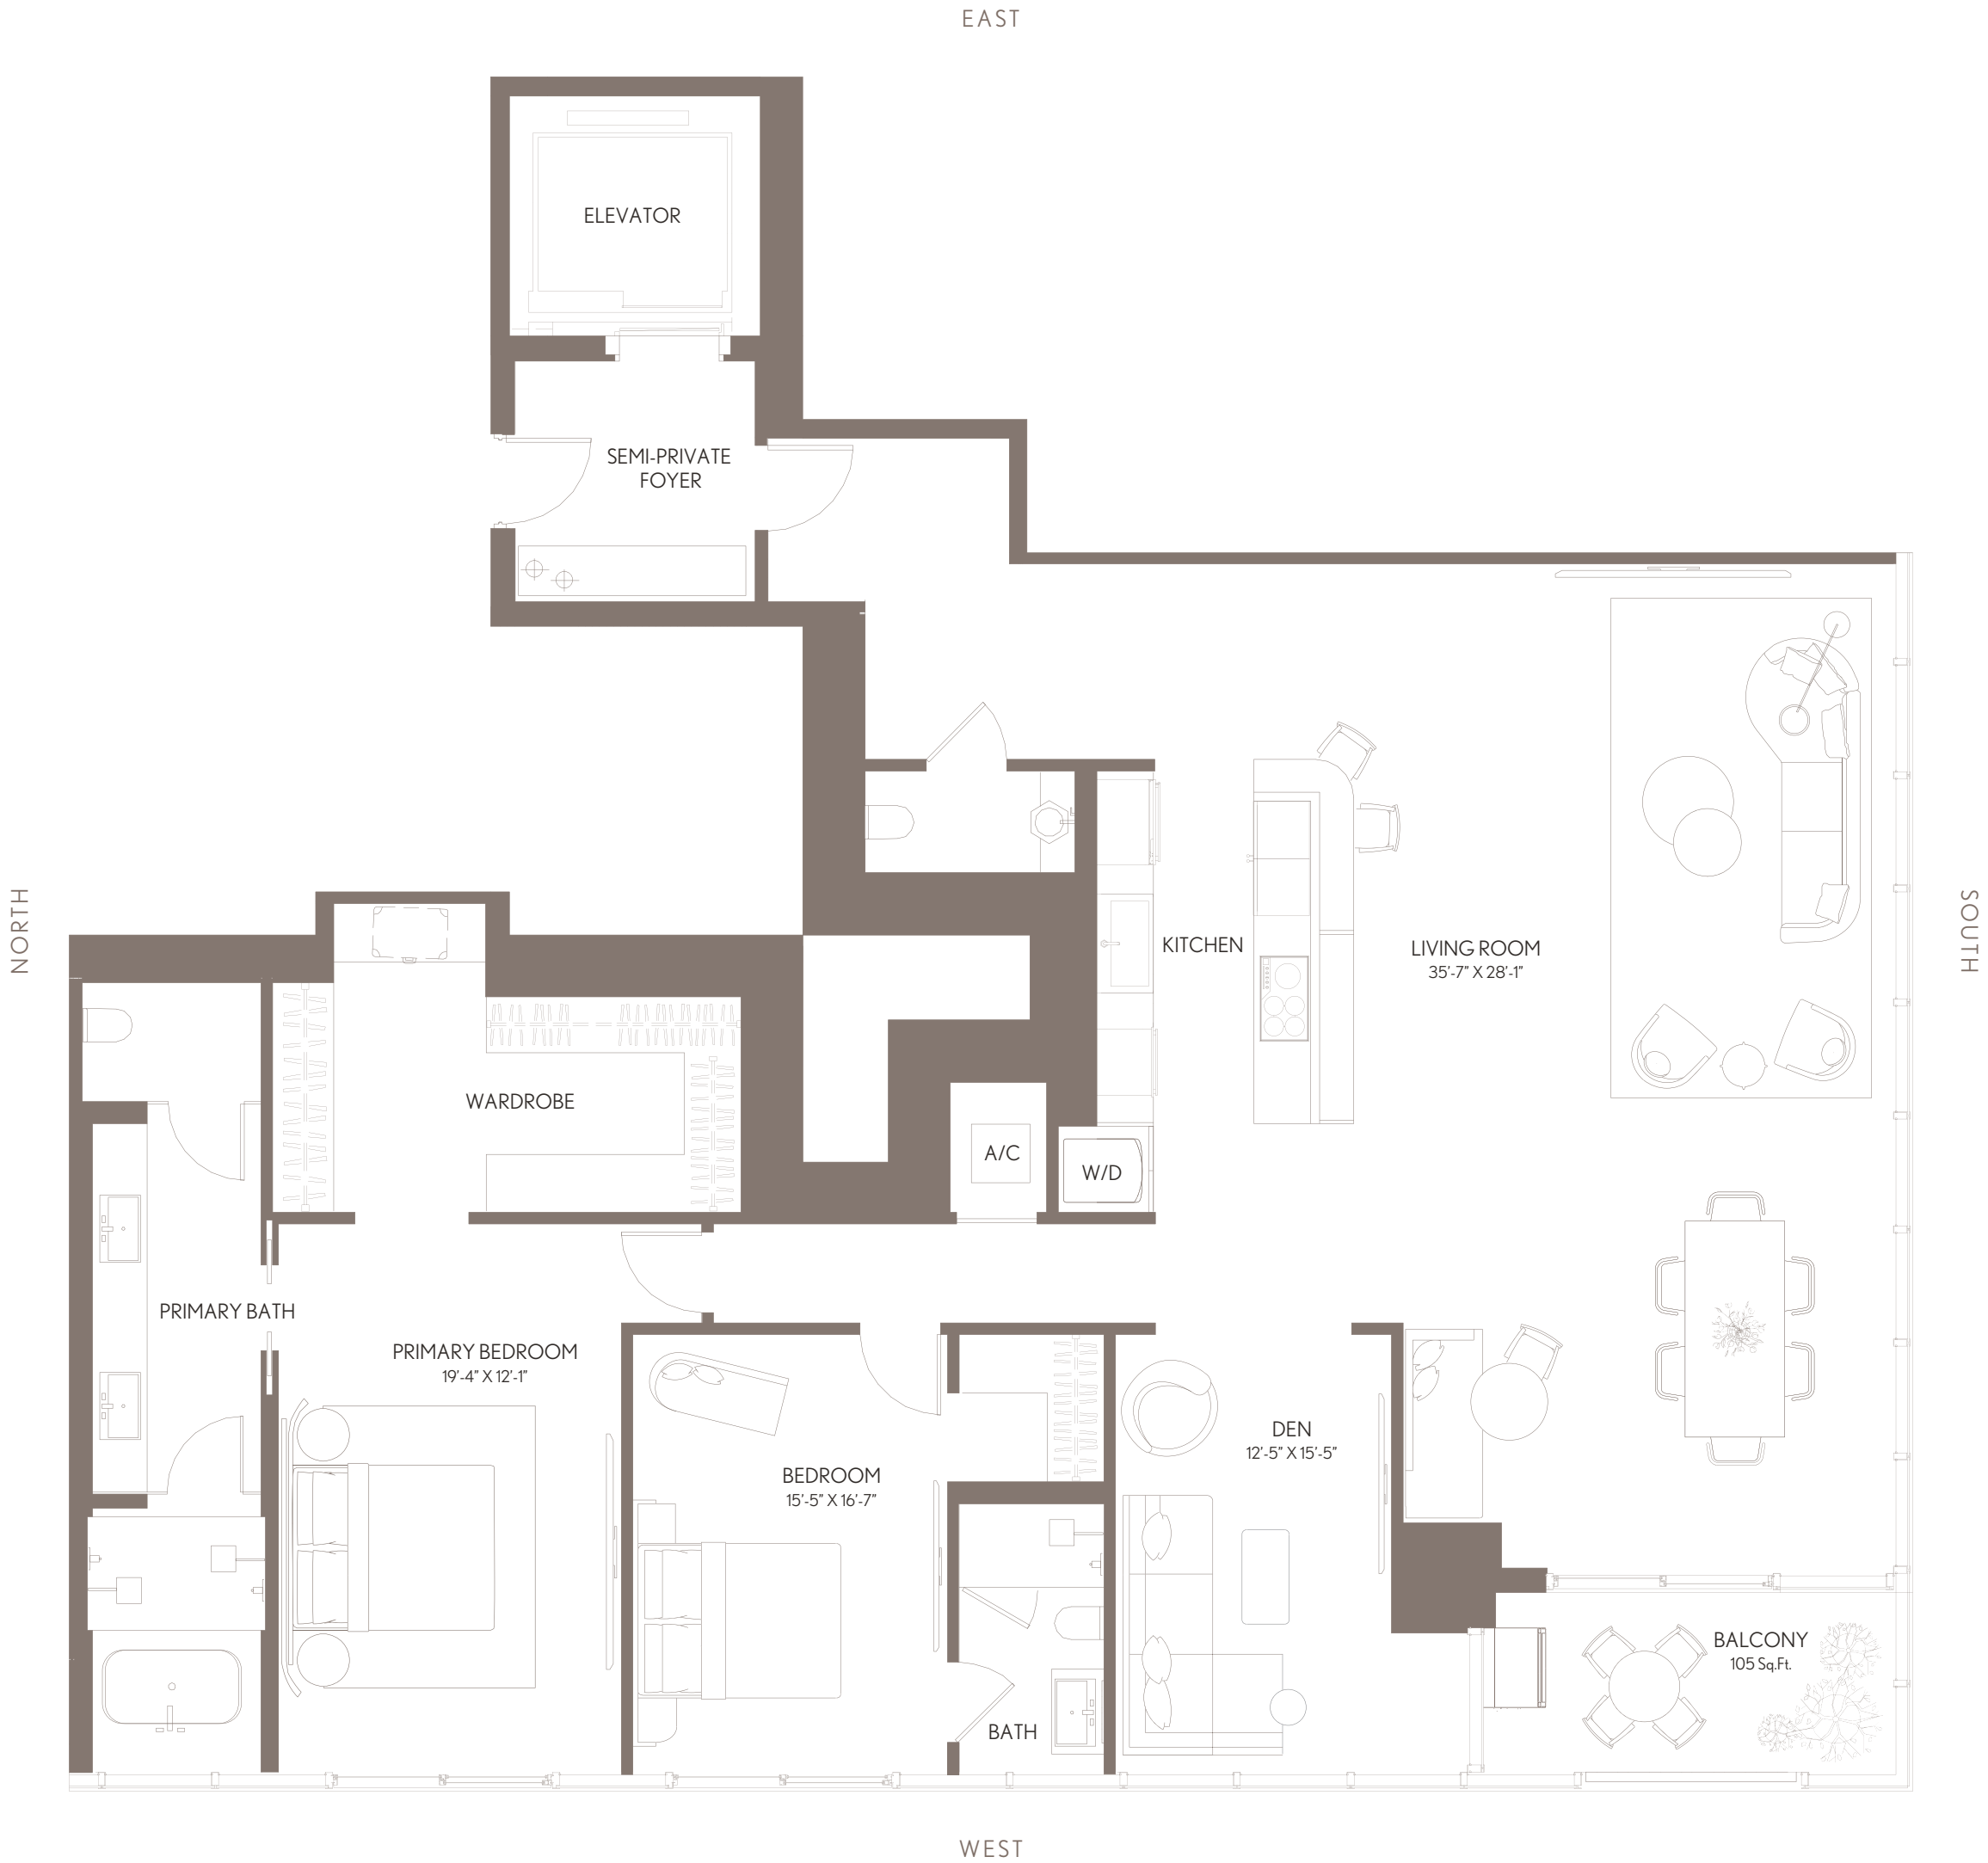 EAST
ELEVATOR
SEMI-PRIVATE
FOYER
NORTH
SOUTH
KITCHEN
LIVING ROOM
35'-7" X 28'-1"
WARDROBE
A/C
W/D
PRIMARY BATH
PRIMARY BEDROOM
19'-4" X 12'-1"
DEN
12'-5" X 15'-5"
BEDROOM
15'-5" X 16'-7"
BALCONY
105 Sq.Ft.
BATH
WEST